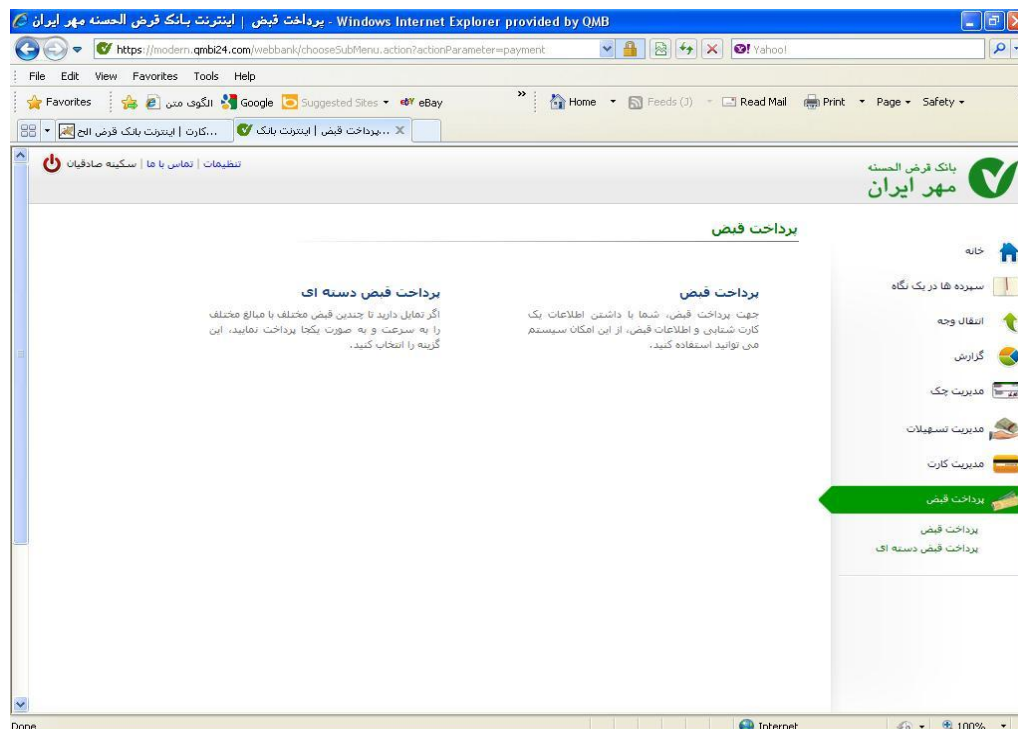 پرداخت قبض | اینترنت بانک قرض الحسنه مهر ایران - Windows Internet Explorer provided by QMB
https://modern.qmbi24.com/webbank/chooseSubMenu.action?actionParameter=payment
Yahoo!
File Edit View Favorites Tools Help
Favorites الگوی متن Google Suggested Sites eBay » Home Feeds (J) Read Mail Print Page Safety
کارت | اینترنت بانک قرض الح...
پرداخت قبض | اینترنت بانک... X
تنظیمات | تماس با ما | سکینه صادقیان
بانک قرض الحسنه
مهر ایران
پرداخت قبض
پرداخت قبض
جهت پرداخت قبض، شما با داشتن اطلاعات یک
کارت شتابی و اطلاعات قبض، از این امکان سیستم
می توانید استفاده کنید.
پرداخت قبض دسته ای
اگر تمایل دارید تا چندین قبض مختلف با مبالغ مختلف
را به سرعت و به صورت یکجا پرداخت نمایید، این
گزینه را انتخاب کنید.
خانه
سپرده ها در یک نگاه
انتقال وجه
گزارش
مدیریت چک
مدیریت تسهیلات
مدیریت کارت
پرداخت قبض
پرداخت قبض
پرداخت قبض دسته ای
Done Internet 100%